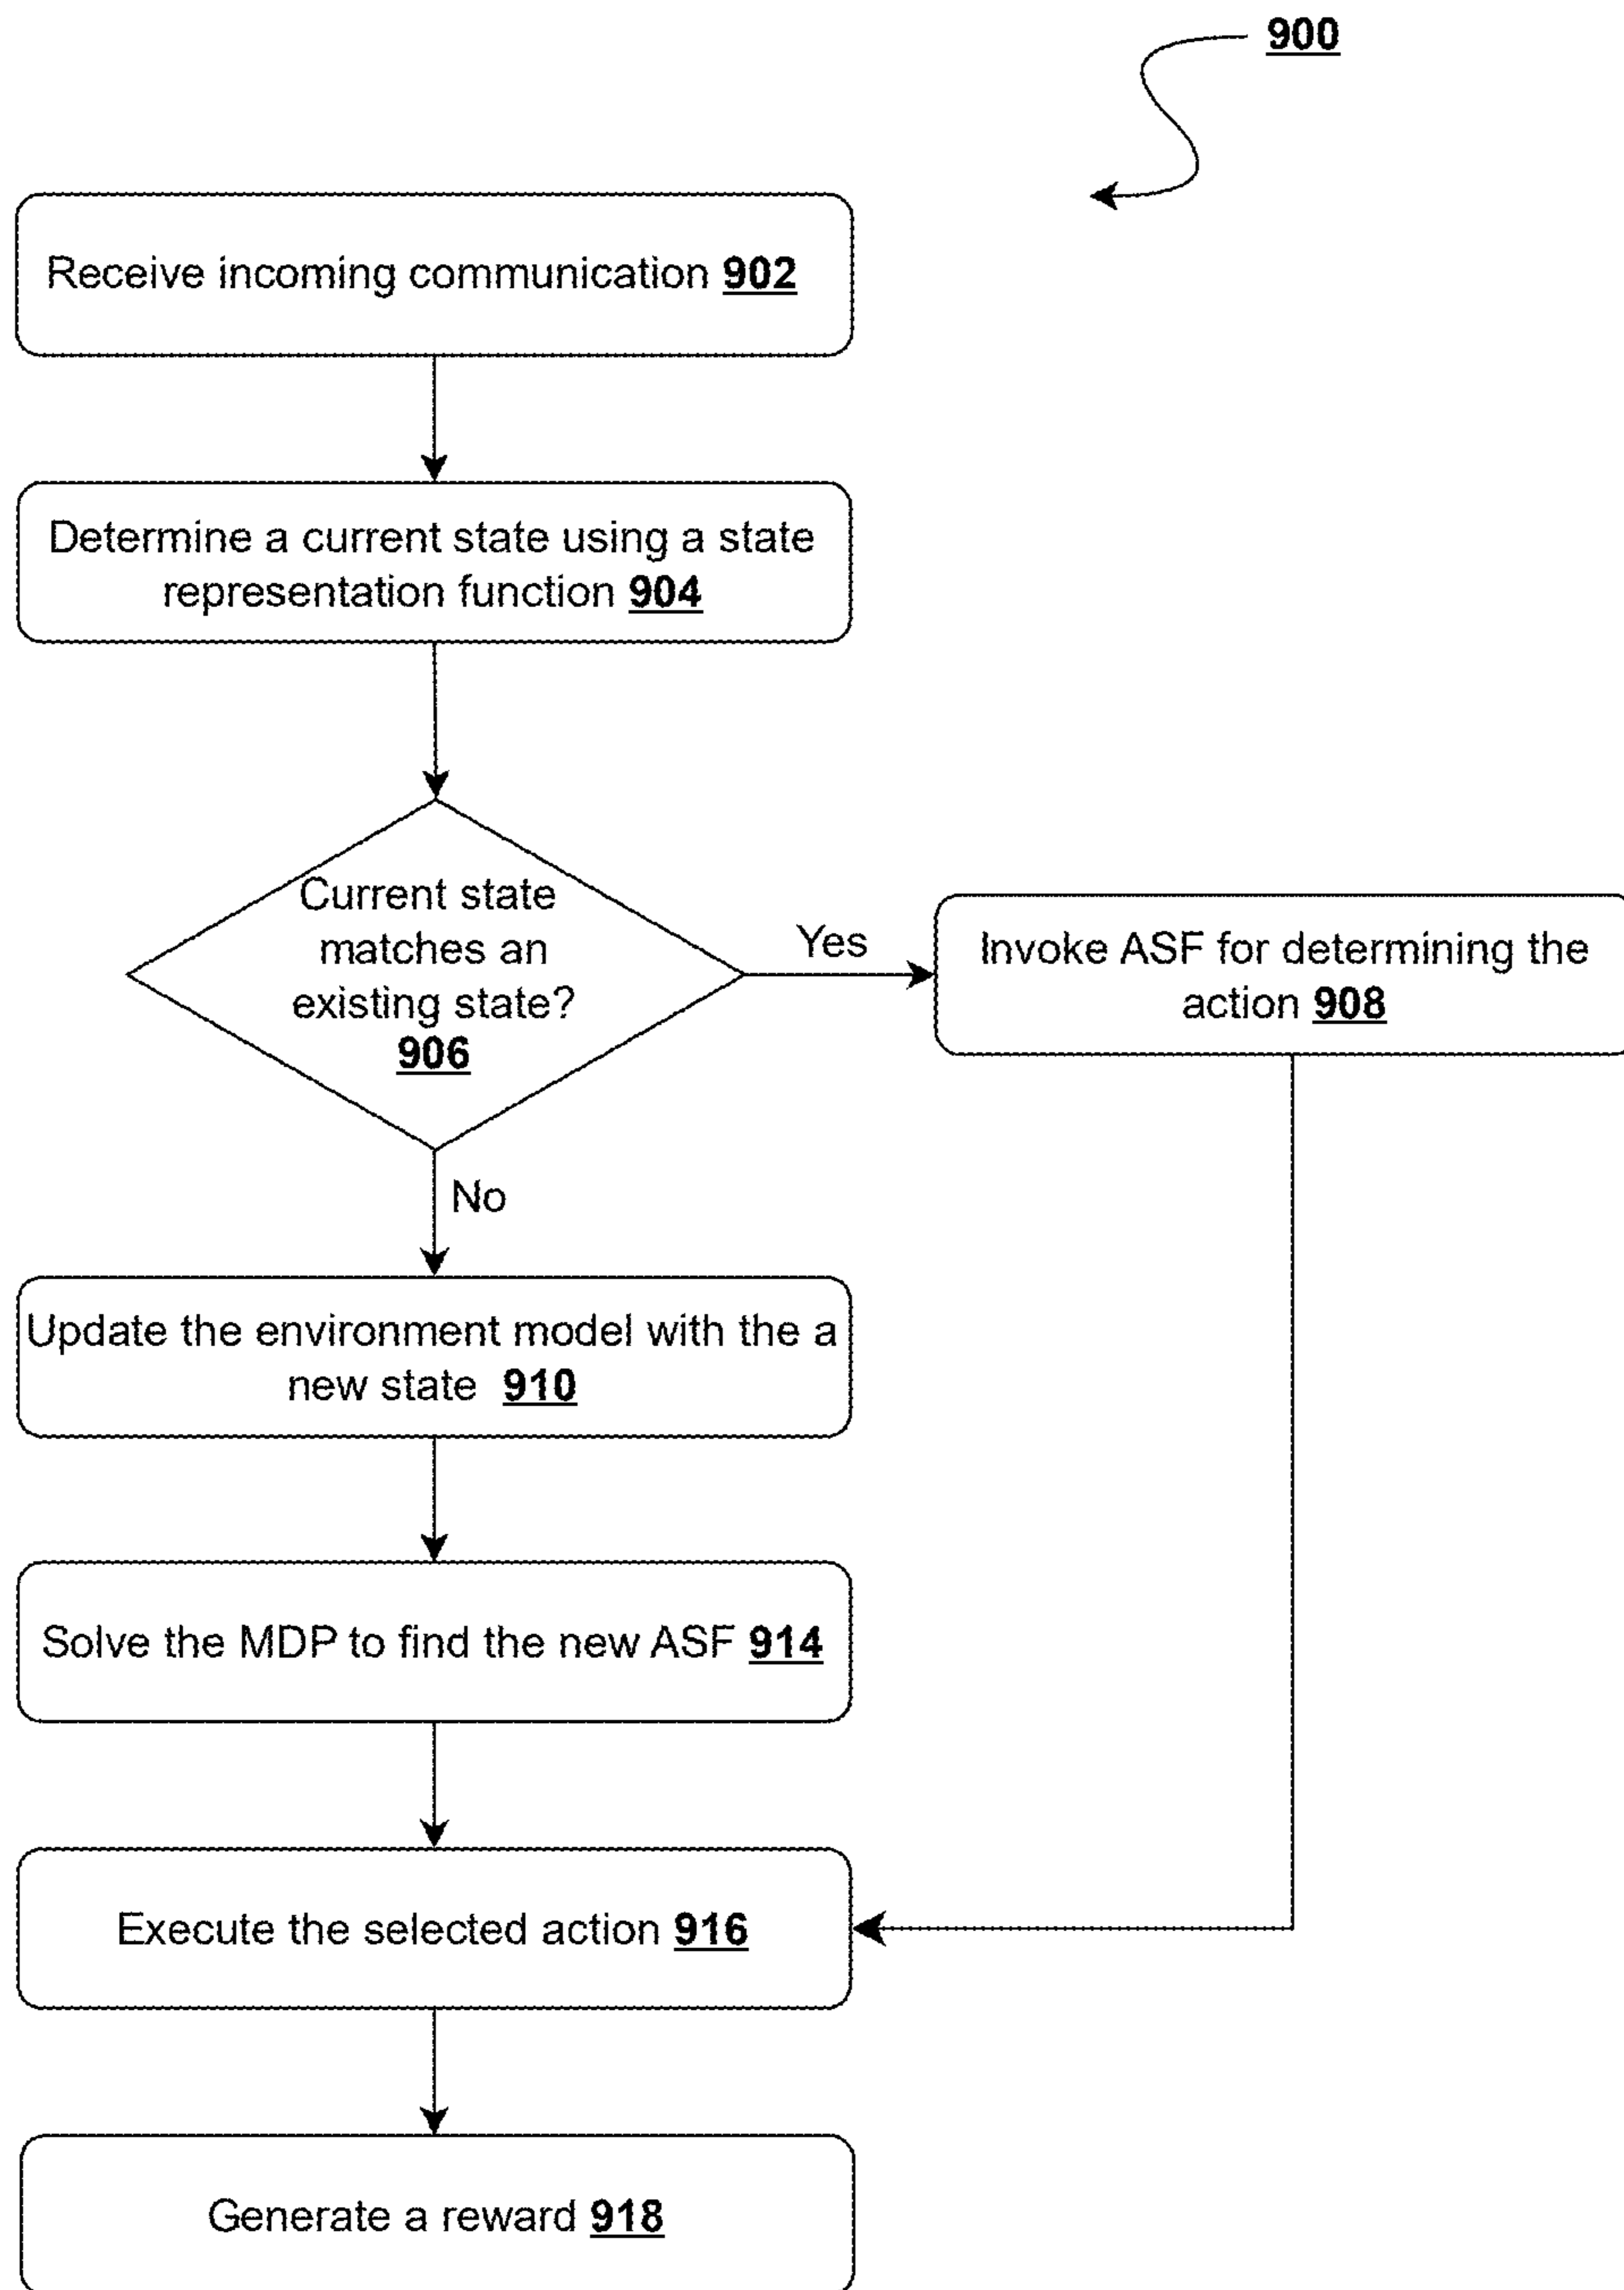 900
Receive incoming communication 902
Determine a current state using a state
representation function 904
Current state
matches an
existing state?
906
Yes
Invoke ASF for determining the
action 908
No
Update the environment model with the a
new state 910
Solve the MDP to find the new ASF 914
Execute the selected action 916
Generate a reward 918